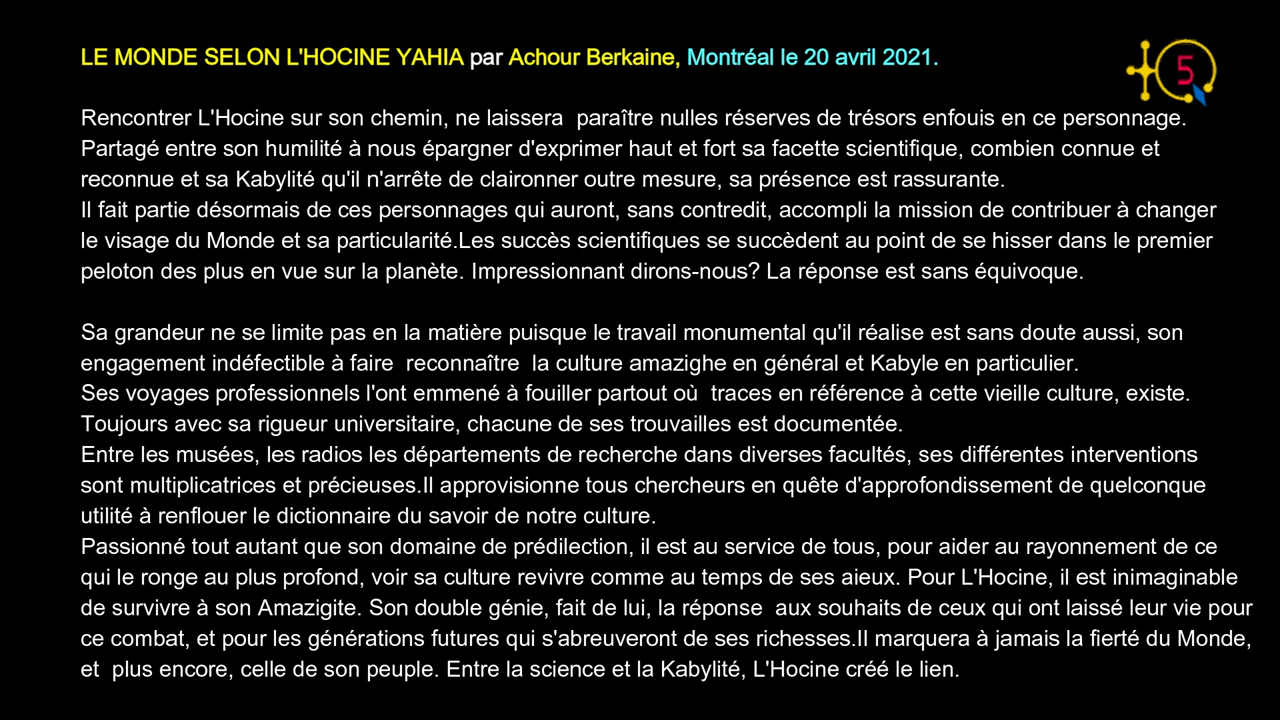 LE MONDE SELON L'HOCINE YAHIA par Achour Berkaine, Montréal le 20 avril 2021.
5
Rencontrer L'Hocine sur son chemin, ne laissera  paraître nulles réserves de trésors enfouis en ce personnage.
Partagé entre son humilité à nous épargner d'exprimer haut et fort sa facette scientifique, combien connue et
reconnue et sa Kabylité qu'il n'arrête de claironner outre mesure, sa présence est rassurante.
Il fait partie désormais de ces personnages qui auront, sans contredit, accompli la mission de contribuer à changer
le visage du Monde et sa particularité.Les succès scientifiques se succèdent au point de se hisser dans le premier
peloton des plus en vue sur la planète. Impressionnant dirons-nous? La réponse est sans équivoque.
Sa grandeur ne se limite pas en la matière puisque le travail monumental qu'il réalise est sans doute aussi, son
engagement indéfectible à faire  reconnaître  la culture amazighe en général et Kabyle en particulier.
Ses voyages professionnels l'ont emmené à fouiller partout où  traces en référence à cette vieille culture, existe.
Toujours avec sa rigueur universitaire, chacune de ses trouvailles est documentée.
Entre les musées, les radios les départements de recherche dans diverses facultés, ses différentes interventions
sont multiplicatrices et précieuses.Il approvisionne tous chercheurs en quête d'approfondissement de quelconque
utilité à renflouer le dictionnaire du savoir de notre culture.
Passionné tout autant que son domaine de prédilection, il est au service de tous, pour aider au rayonnement de ce
qui le ronge au plus profond, voir sa culture revivre comme au temps de ses aieux. Pour L'Hocine, il est inimaginable
de survivre à son Amazigite. Son double génie, fait de lui, la réponse  aux souhaits de ceux qui ont laissé leur vie pour
ce combat, et pour les générations futures qui s'abreuveront de ses richesses.Il marquera à jamais la fierté du Monde,
et  plus encore, celle de son peuple. Entre la science et la Kabylité, L'Hocine créé le lien.